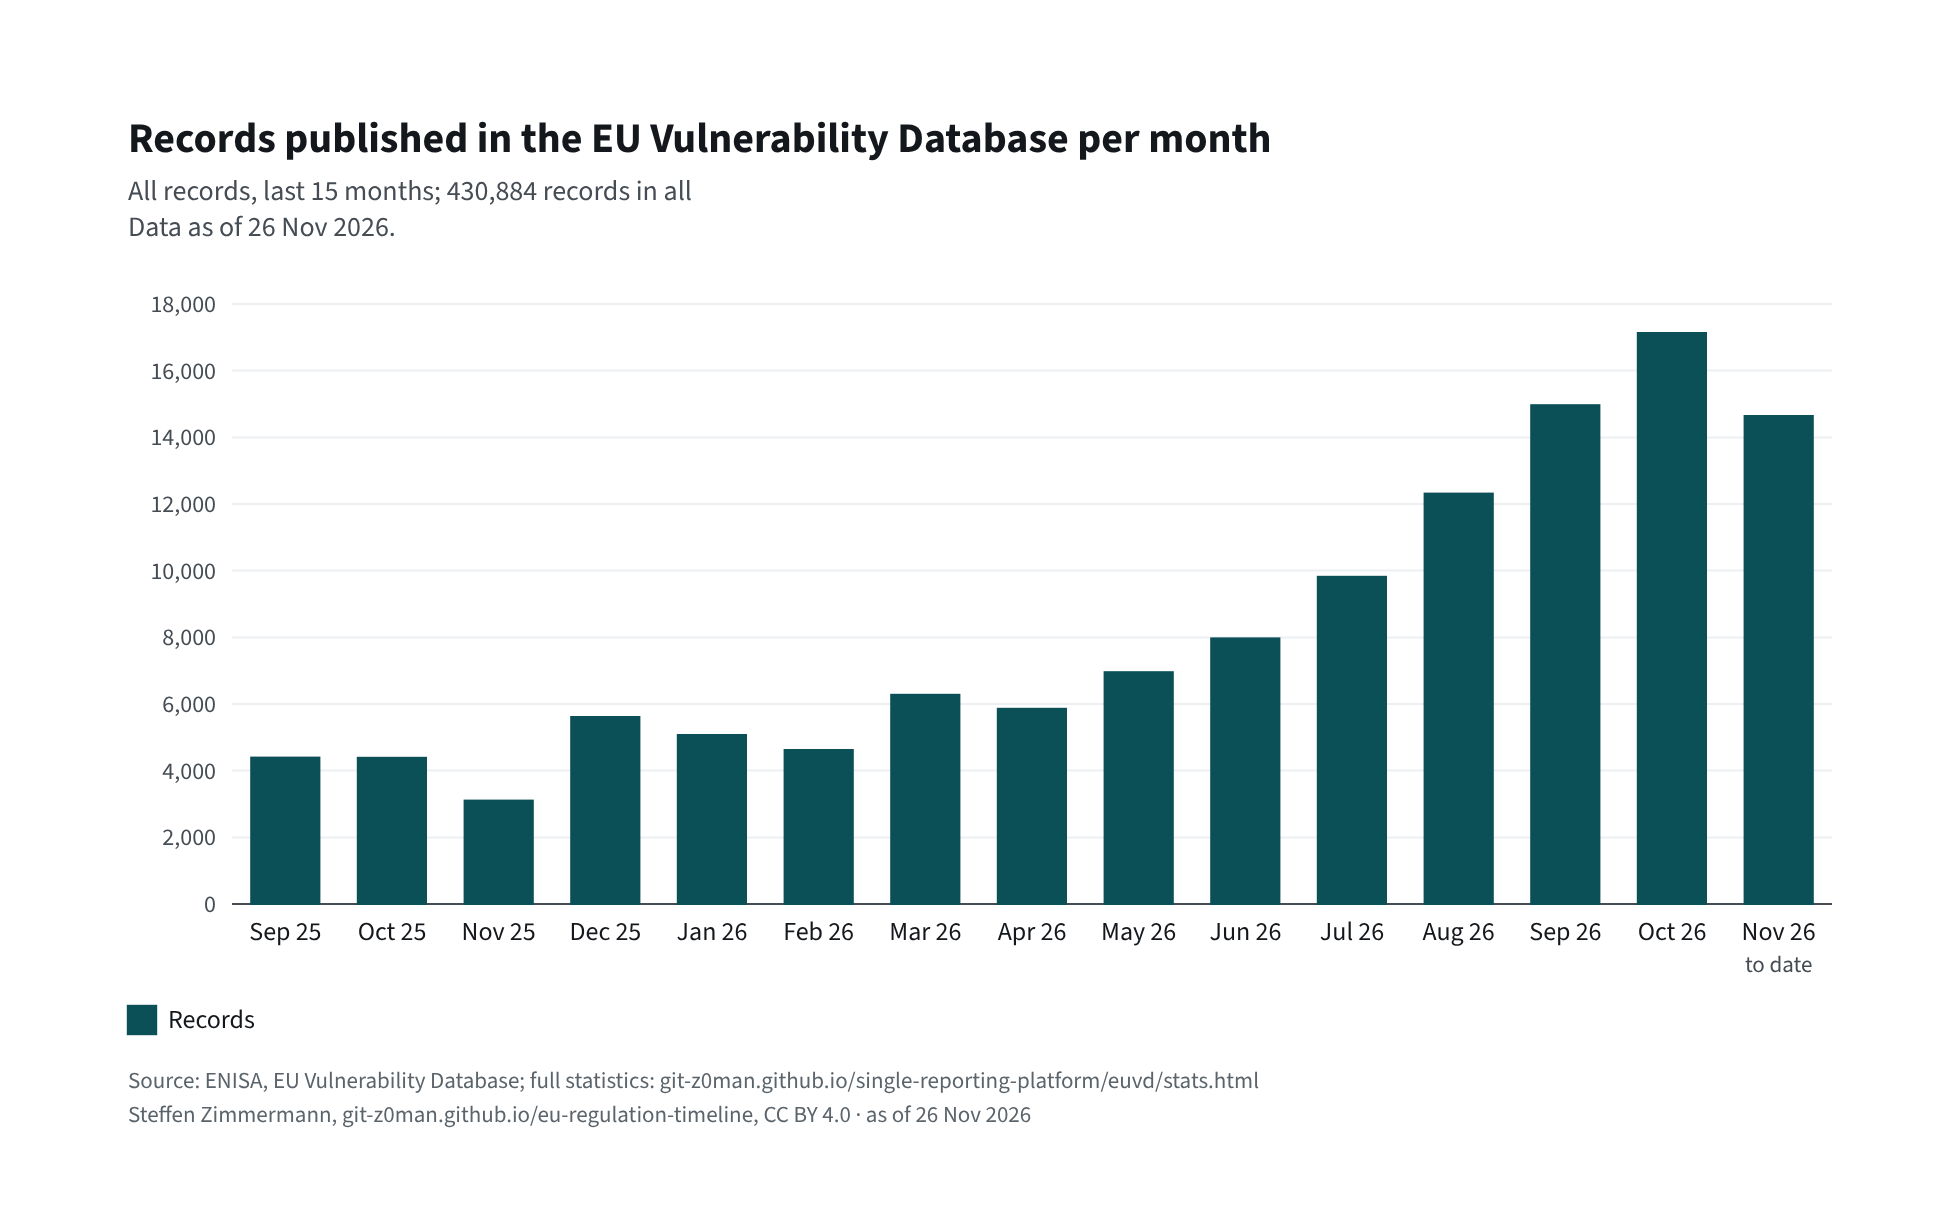 Records published in the EU Vulnerability Database per month
All records, last 15 months; 430,884 records in all
Data as of 26 Nov 2026.
18,000
16,000
14,000
12,000
10,000
8,000
6,000
4,000
2,000
0
Sep 25 Oct 25 Nov 25 Dec 25 Jan 26 Feb 26 Mar 26 Apr 26 May 26 Jun 26 Jul 26 Aug 26 Sep 26 Oct 26 Nov 26
to date
Records
Source: ENISA, EU Vulnerability Database; full statistics: git-z0man.github.io/single-reporting-platform/euvd/stats.html
Steffen Zimmermann, git-z0man.github.io/eu-regulation-timeline, CC BY 4.0 · as of 26 Nov 2026